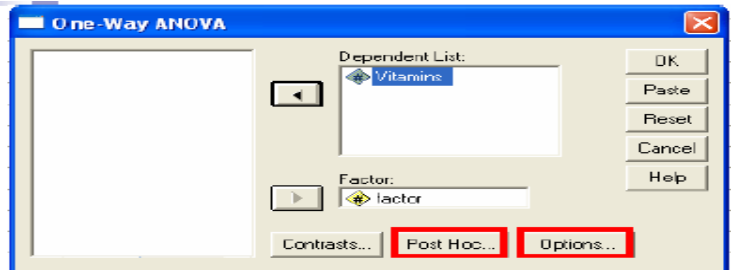 One-Way ANOVA
Dependent List:
Vitamins
OK
Paste
Reset
Cancel
Help
Factor:
factor
Contrasts... Post Hoc... Options...